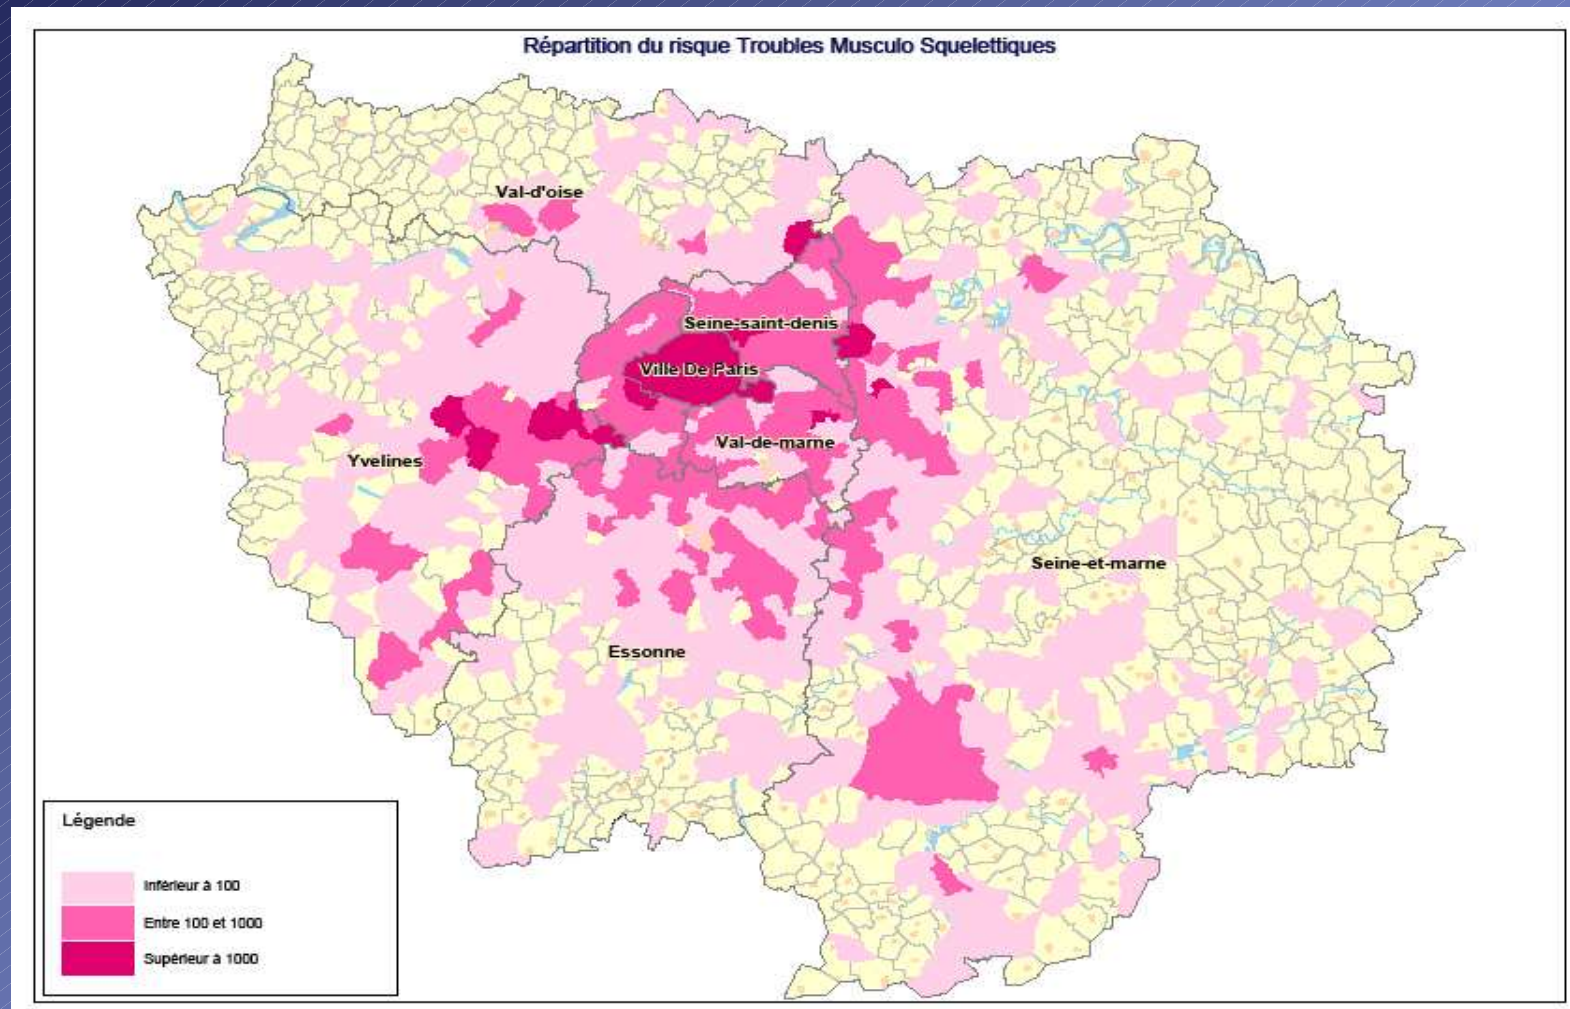 Répartition du risque Troubles Musculo Squelettiques
Val-d'oise
Seine-saint-denis
Ville De Paris
Val-de-marne
Yvelines
Seine-et-marne
Essonne
Légende
Inférieur à 100
Entre 100 et 1000
Supérieur à 1000